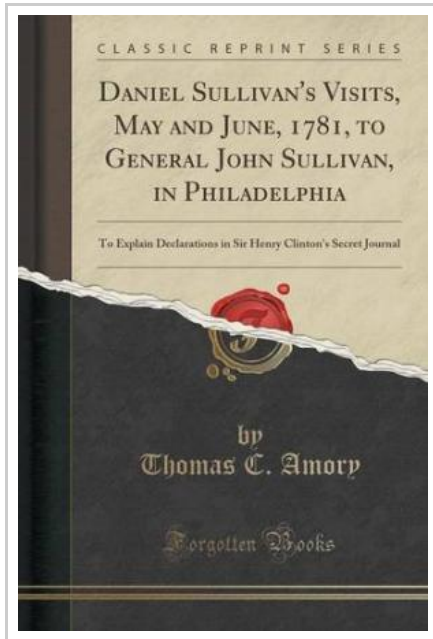 CLASSIC REPRINT SERIES
DANIEL SULLIVAN'S VISITS,
MAY AND JUNE, 1781, TO
GENERAL JOHN SULLIVAN,
IN PHILADELPHIA
To Explain Declarations in Sir Henry Clinton's Secret Journal
by
Thomas C. Amory
Forgotten Books